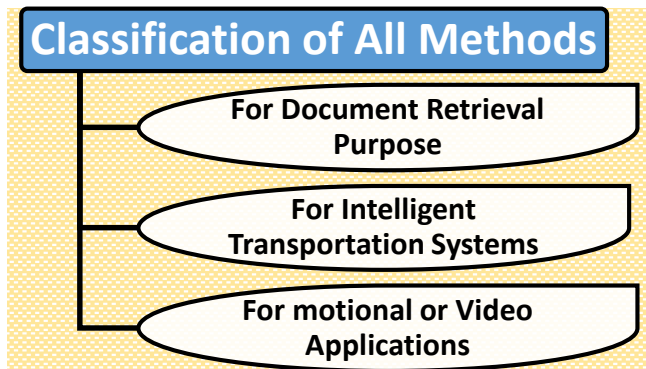 Classification of All Methods
For Document Retrieval
Purpose
For Intelligent
Transportation Systems
For motional or Video
Applications